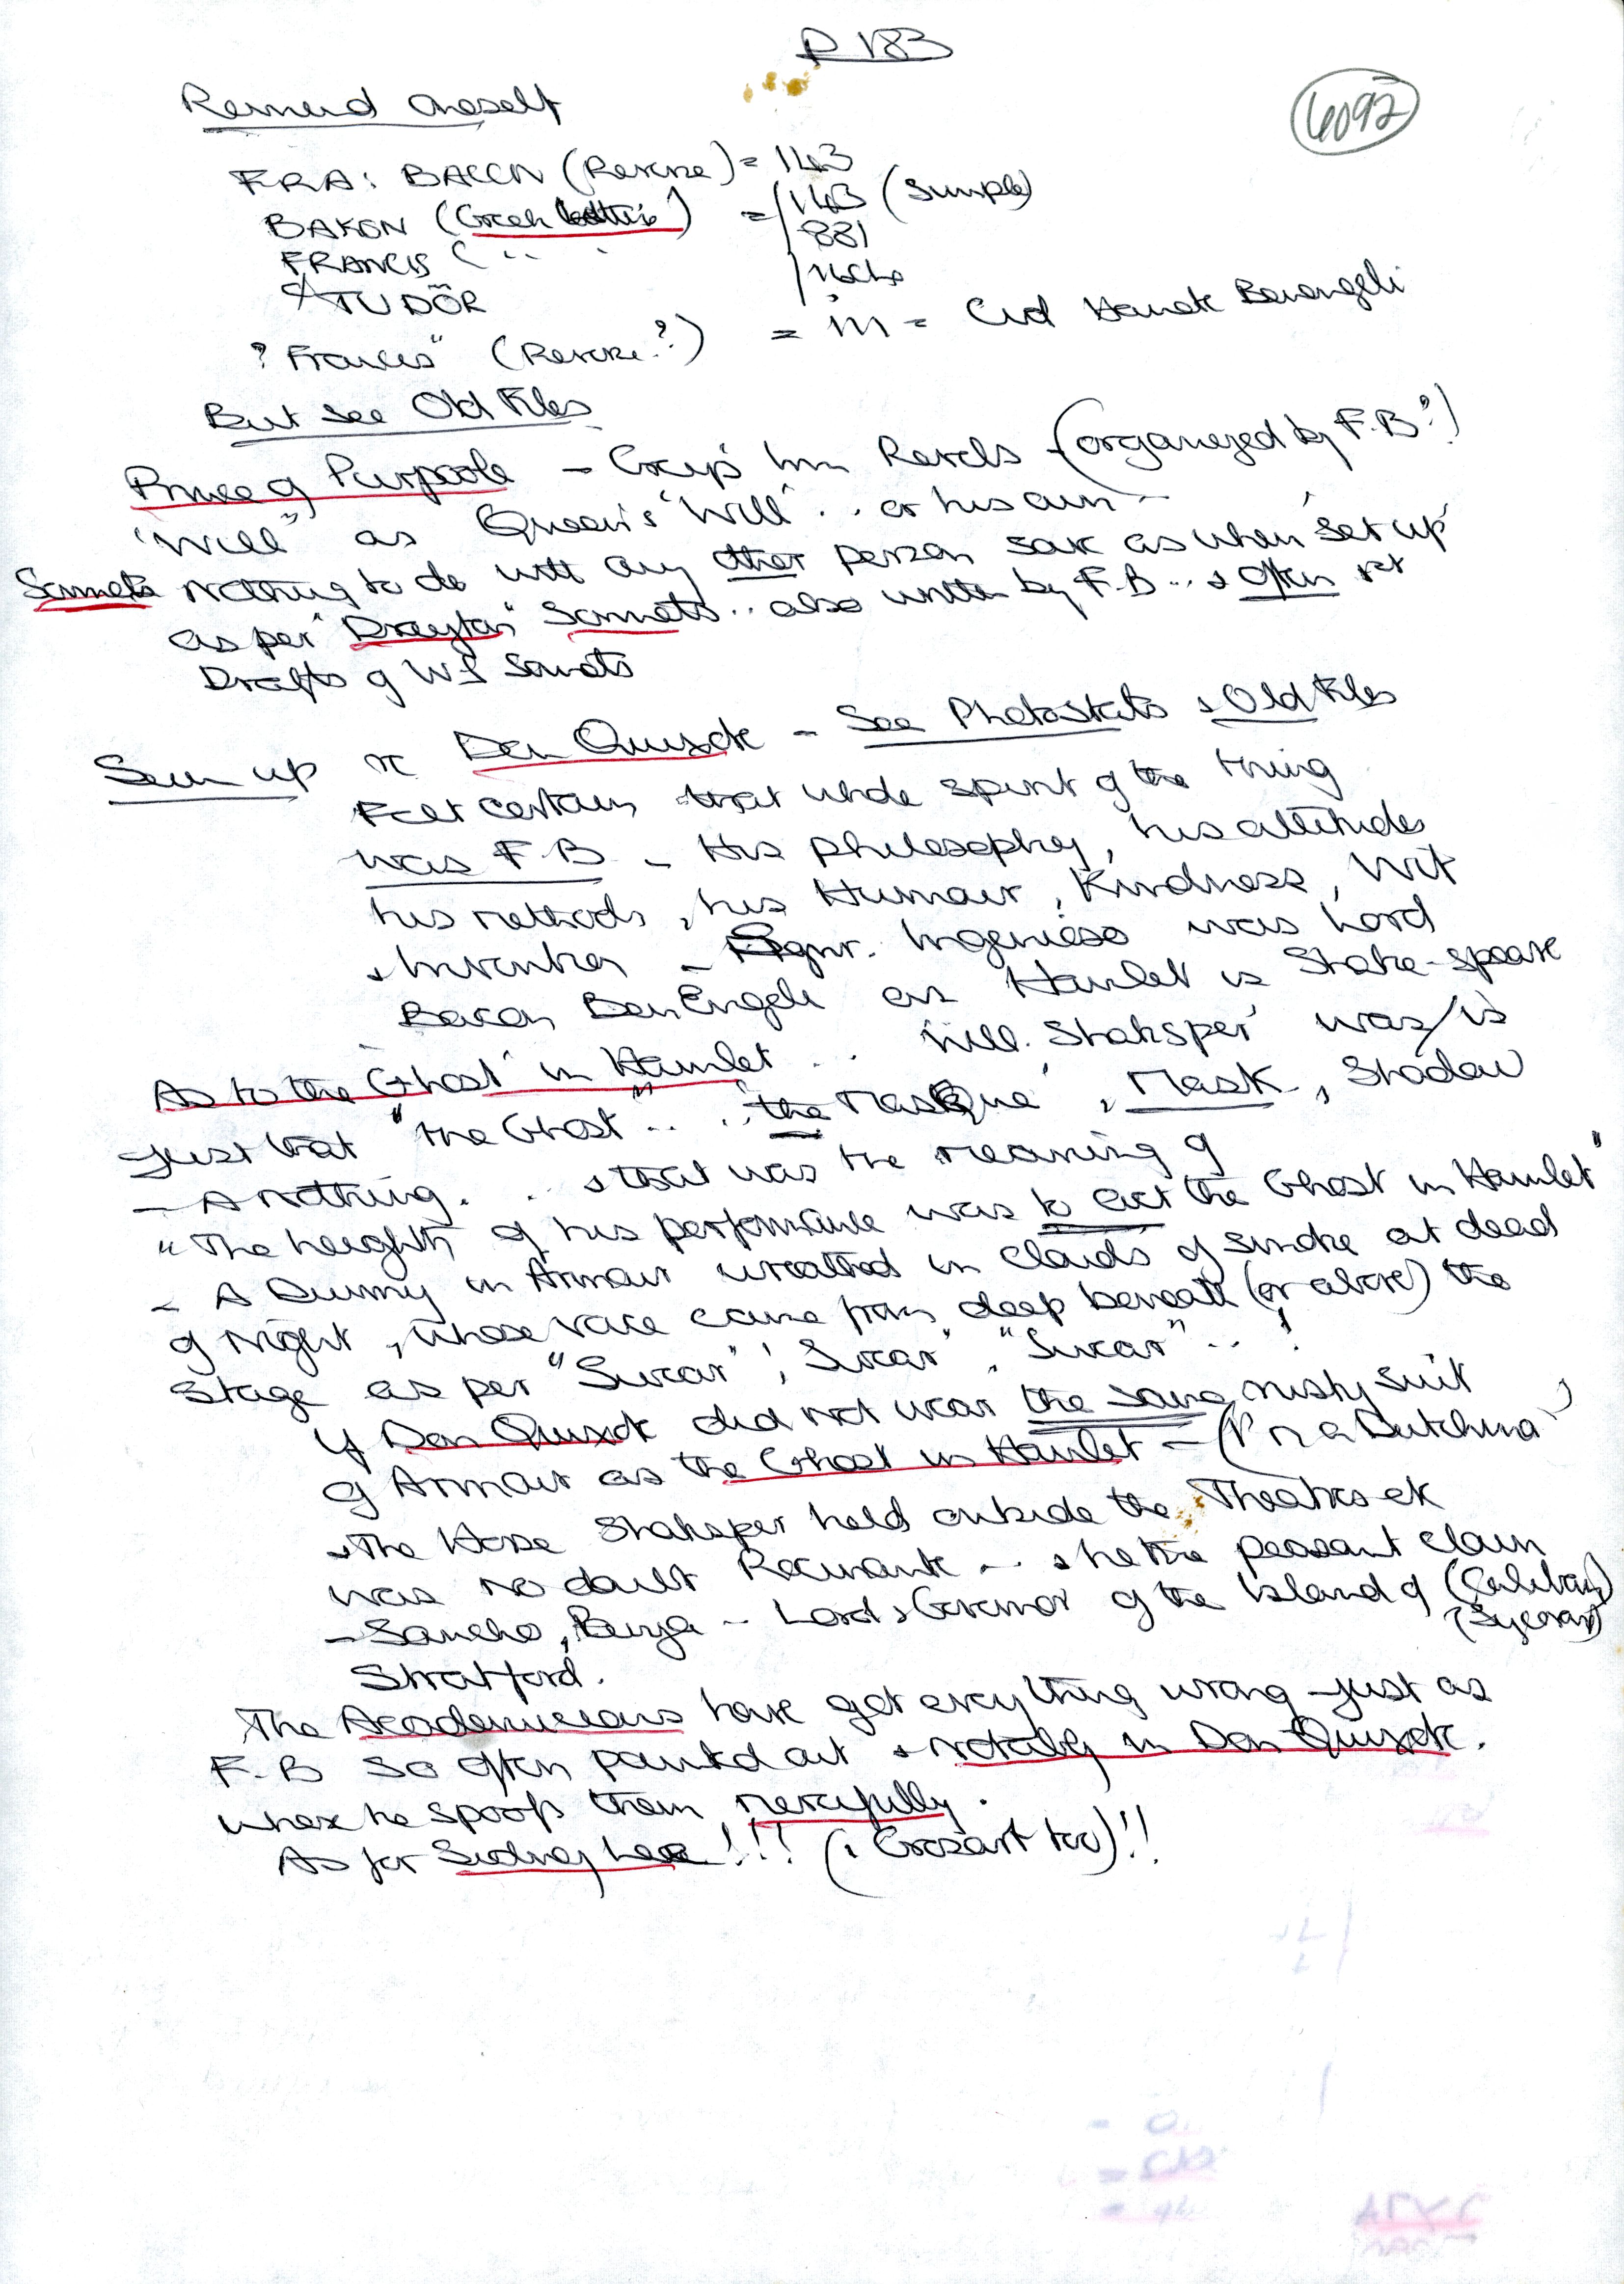 P 183
6092
Remind oneself
FRA: BACON (Reverse) = 143
BAKON (Greek letters) = 143 (simple)
FRANCIS ( " " 881
& TUDŌR
? "Frances" (Reverse?) = 111 = Cid Hamet Benengeli
But see Old Files
Prince of Purpoole - Gray's Inn Revels - (organized by F.B?)
"Will" as Queen's "Will" .. or his own -
Sonnets Nothing to do with any other person save as when 'set up'
as per "Drayton" Sonnets .. also written by F.B .. & often 1st
Drafts of WS Sonnets
Sum up re Don Quixote - See Photostats & Old Files
Felt certain that whole spirit of the thing
was F.B - His philosophy, his attitudes
his methods, his Humour, Kindness, Wit
& Invention - Signr. Ingenioso was Lord
Bacon Ben Engeli as Hamlet is Shake-speare
As to the 'Ghost' in Hamlet .. Will. Shaksper' was/is
just that "the Ghost" .. the MasQue', Mask, Shadow
- A nothing. .. & that was the meaning of
"The height of his performance was to act the Ghost in Hamlet"
- A Dummy in Armour wreathed in clouds of smoke at dead
of night, whose voice came from deep beneath (or above) the
Stage as per "Swear"! "Swear", "Swear" .. !
If Don Quixote did not wear the same rusty suit
of Armour as the Ghost in Hamlet - (I'm a Dutchman)
& The Horse Shaksper held outside the Theatres etc
was no doubt Rocinante .. & he the peasant clown
- Sancho, Panza - Lord & Governor of the Island of (Caliban)
(Sycorax)
Stratford.
The Academicians have got everything wrong - just as
F.B so often pointed out & notably in Don Quixote.
where he spoofs them mercifully.
As for Sidney Lee!!! (& Grosart too)!!